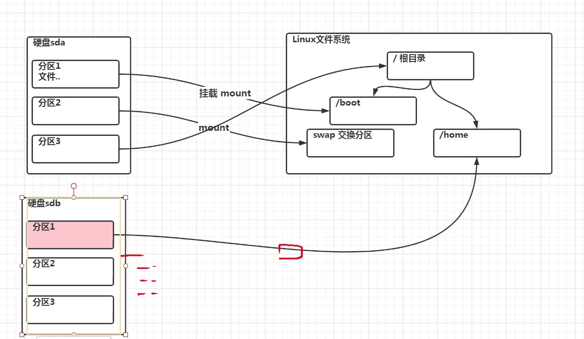 硬盘sda
分区1
文件..
分区2
分区3
挂载 mount
mount
Linux文件系统
/ 根目录
/boot
swap 交换分区
/home
硬盘sdb
分区1
分区2
分区3